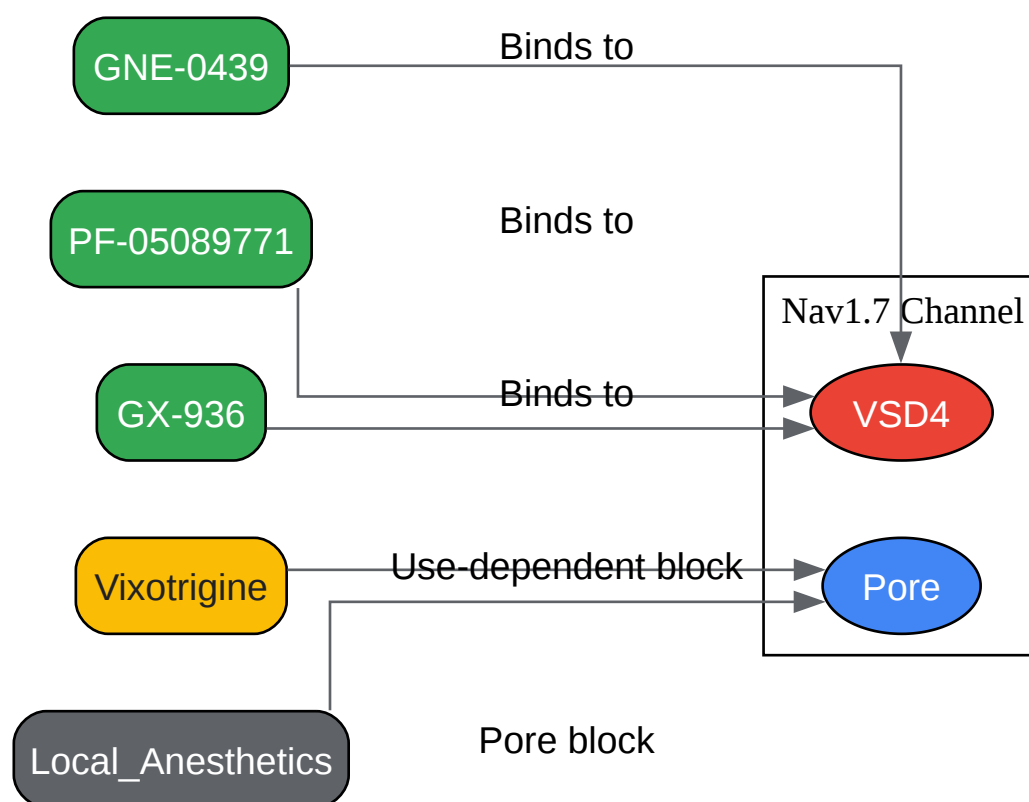 GNE-0439
Binds to
PF-05089771
Binds to
Nav1.7 Channel
GX-936
Binds to
VSD4
Vixotrigine
Use-dependent block
Pore
Local_Anesthetics
Pore block